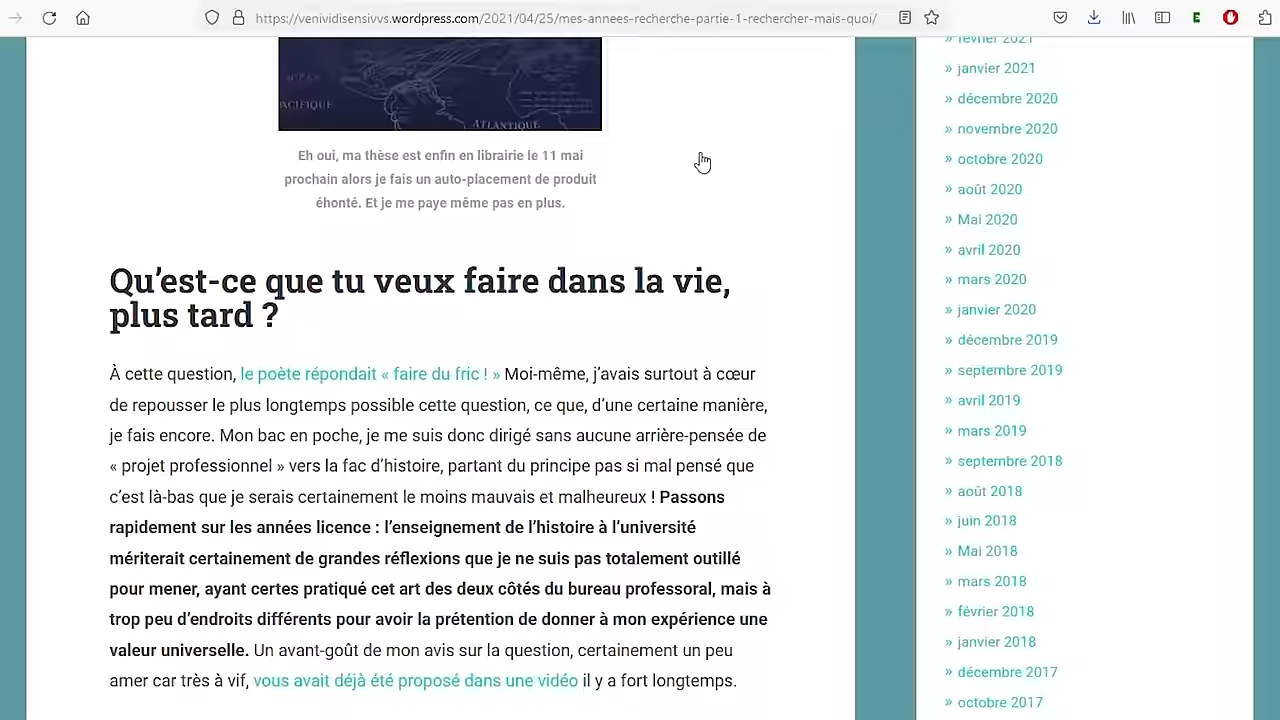 https://venividisensivvs.wordpress.com/2021/04/25/mes-annees-recherche-partie-1-rechercher-mais-quoi/
PACIFIQUE
ATLANTIQUE
Eh oui, ma thèse est enfin en librairie le 11 mai
prochain alors je fais un auto-placement de produit
éhonté. Et je me paye même pas en plus.
Qu’est-ce que tu veux faire dans la vie,
plus tard ?
À cette question, le poète répondait « faire du fric ! » Moi-même, j’avais surtout à cœur
de repousser le plus longtemps possible cette question, ce que, d’une certaine manière,
je fais encore. Mon bac en poche, je me suis donc dirigé sans aucune arrière-pensée de
« projet professionnel » vers la fac d’histoire, partant du principe pas si mal pensé que
c’est là-bas que je serais certainement le moins mauvais et malheureux ! Passons
rapidement sur les années licence : l’enseignement de l’histoire à l’université
mériterait certainement de grandes réflexions que je ne suis pas totalement outillé
pour mener, ayant certes pratiqué cet art des deux côtés du bureau professoral, mais à
trop peu d’endroits différents pour avoir la prétention de donner à mon expérience une
valeur universelle. Un avant-goût de mon avis sur la question, certainement un peu
amer car très à vif, vous avait déjà été proposé dans une vidéo il y a fort longtemps.
» février 2021
» janvier 2021
» décembre 2020
» novembre 2020
» octobre 2020
» août 2020
» Mai 2020
» avril 2020
» mars 2020
» janvier 2020
» décembre 2019
» septembre 2019
» avril 2019
» mars 2019
» septembre 2018
» août 2018
» juin 2018
» Mai 2018
» mars 2018
» février 2018
» janvier 2018
» décembre 2017
» octobre 2017